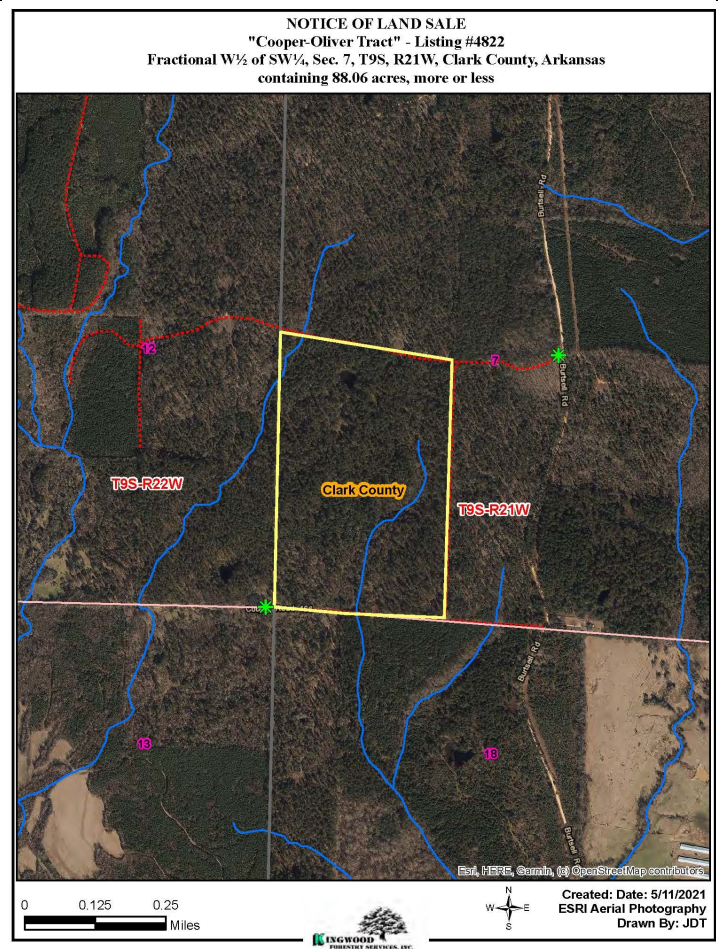 NOTICE OF LAND SALE
"Cooper-Oliver Tract" - Listing #4822
Fractional W½ of SW¼, Sec. 7, T9S, R21W, Clark County, Arkansas
containing 88.06 acres, more or less
Burtsell Rd
12
7
Burtsell Rd
T9S-R22W
Clark County
T9S-R21W
Burtsell Rd
13
18
Burtsell R
Esri, HERE, Garmin, (c) OpenStreetMap contributors
0 0.125 0.25
Miles
N
W E
S
KINGWOOD
FORESTRY SERVICES, INC.
Created: Date: 5/11/2021
ESRI Aerial Photography
Drawn By: JDT